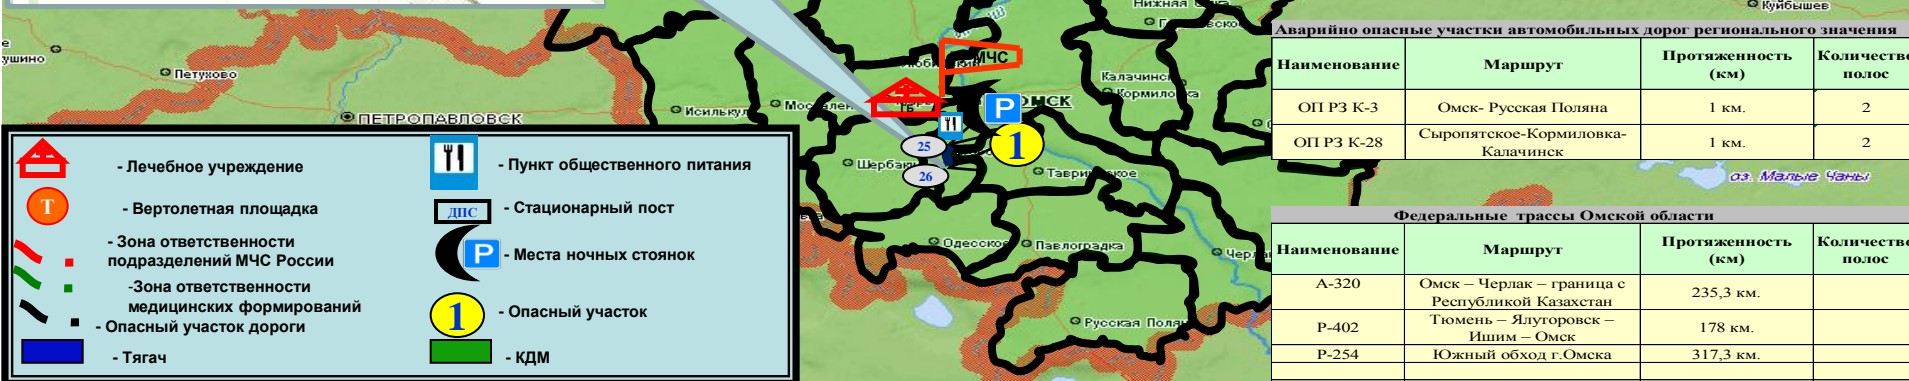 Куйбышев
Петухово
ПЕТРОПАВЛОВСК
Исилькуль
МЧС
Калачинск
Кормиловка
ОМСК
P
1
25
26
Таврическое
Одесское
Павлоградка
Русская Поляна
оз. Малые Чаны
- Лечебное учреждение
Т
- Вертолетная площадка
- Зона ответственности
подразделений МЧС России
-Зона ответственности
медицинских формирований
- Опасный участок дороги
- Тягач
- Пункт общественного питания
ДПС
- Стационарный пост
P
- Места ночных стоянок
1
- Опасный участок
- КДМ
Аварийно опасные участки автомобильных дорог регионального значения
Наименование Маршрут Протяженность (км) Количество полос
ОП РЗ К-3 Омск- Русская Поляна 1 км. 2
ОП РЗ К-28 Сыропятское-Кормиловка-
Калачинск 1 км. 2
Федеральные трассы Омской области
Наименование Маршрут Протяженность (км) Количество полос
А-320 Омск – Черлак – граница с
Республикой Казахстан 235,3 км.
Р-402 Тюмень – Ялуторовск –
Ишим – Омск 178 км.
Р-254 Южный обход г.Омска 317,3 км.